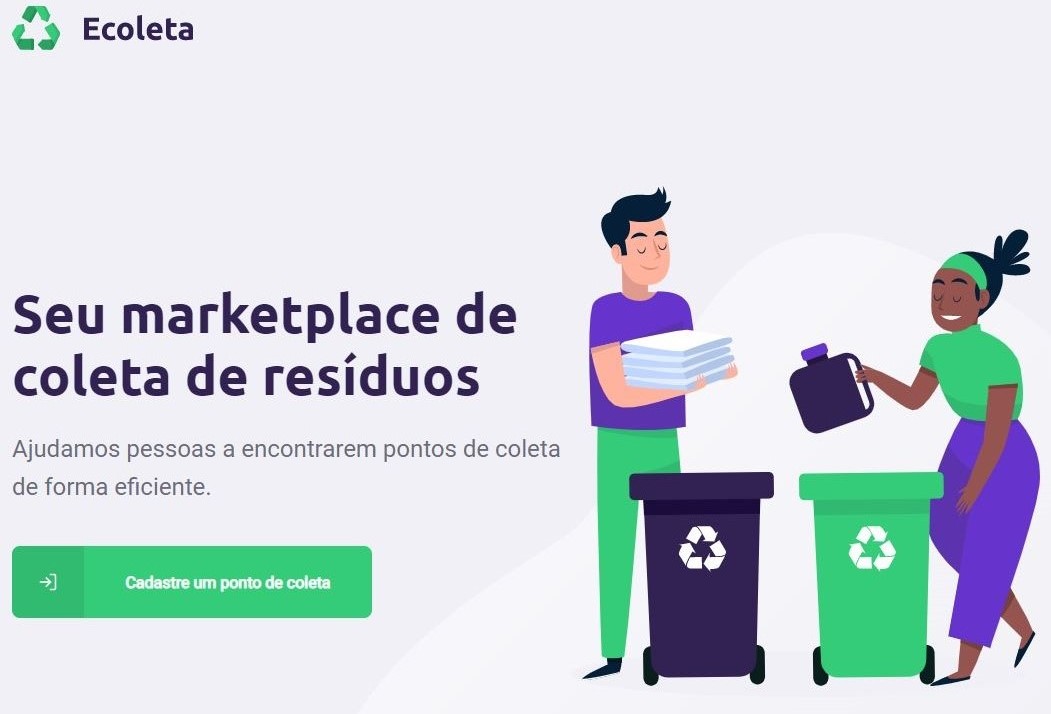 Ecoleta
Seu marketplace de
coleta de resíduos
Ajudamos pessoas a encontrarem pontos de coleta
de forma eficiente.
Cadastre um ponto de coleta